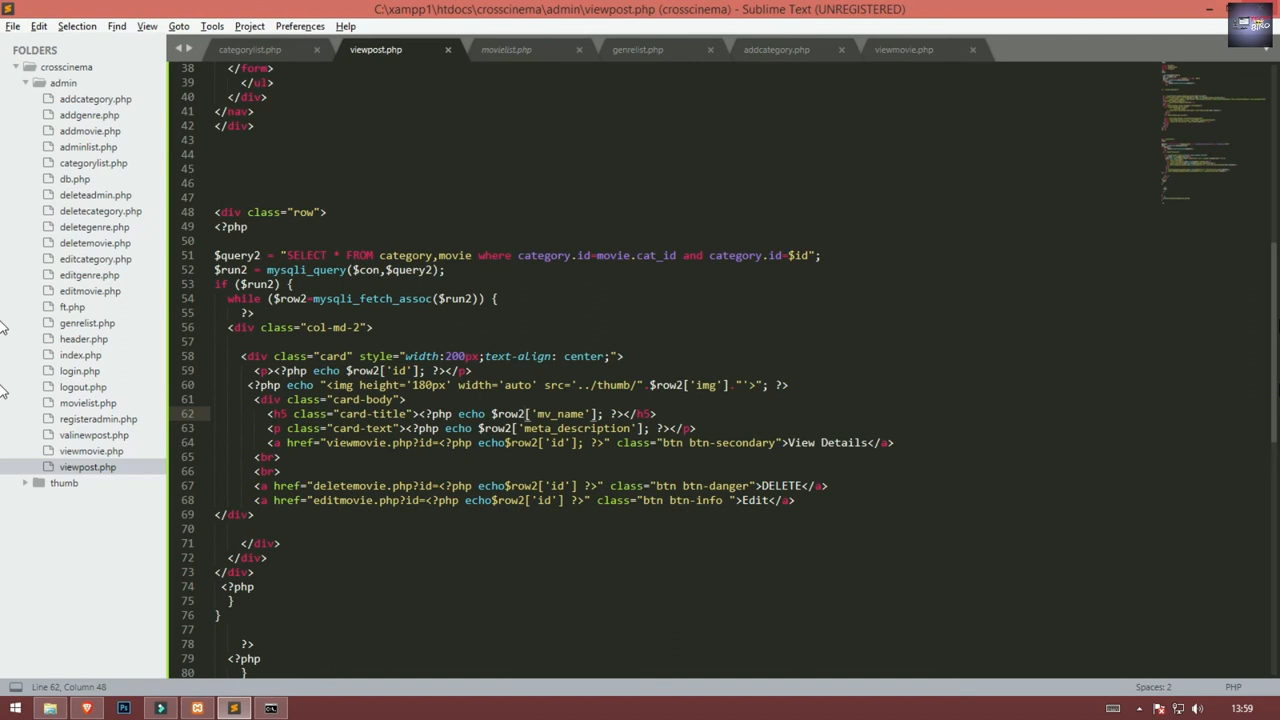 C:\xampp1\htdocs\crosscinema\admin\viewpost.php (crosscinema) - Sublime Text (UNREGISTERED)
File Edit Selection Find View Goto Tools Project Preferences Help
FOLDERS
crosscinema
admin
addcategory.php
addgenre.php
addmovie.php
adminlist.php
categorylist.php
db.php
deleteadmin.php
deletecategory.php
deletegenre.php
deletemovie.php
editcategory.php
editgenre.php
editmovie.php
ft.php
genrelist.php
header.php
index.php
login.php
logout.php
movielist.php
registeradmin.php
valinewpost.php
viewmovie.php
viewpost.php
thumb
categorylist.php viewpost.php movielist.php genrelist.php addcategory.php viewmovie.php
38 </form>
39 </ul>
40 </div>
41 </nav>
42 </div>
43
44
45
46
47
48 <div class="row">
49 <?php
50
51 $query2 = "SELECT * FROM category,movie where category.id=movie.cat_id and category.id=$id";
52 $run2 = mysqli_query($con,$query2);
53 if ($run2) {
54 while ($row2=mysqli_fetch_assoc($run2)) {
55 ?>
56 <div class="col-md-2">
57
58 <div class="card" style="width:200px;text-align: center;">
59 <p><?php echo $row2['id']; ?></p>
60 <?php echo "<img height='180px' width='auto' src='../thumb/".$row2['img']."'>"; ?>
61 <div class="card-body">
62 <h5 class="card-title"><?php echo $row2['mv_name']; ?></h5>
63 <p class="card-text"><?php echo $row2['meta_description']; ?></p>
64 <a href="viewmovie.php?id=<?php echo$row2['id']; ?>" class="btn btn-secondary">View Details</a>
65 <br>
66 <br>
67 <a href="deletemovie.php?id=<?php echo$row2['id'] ?>" class="btn btn-danger">DELETE</a>
68 <a href="editmovie.php?id=<?php echo$row2['id'] ?>" class="btn btn-info ">Edit</a>
69 </div>
70
71 </div>
72 </div>
73 </div>
74 <?php
75 }
76 }
77
78 ?>
79 <?php
80 }
Line 62, Column 48
Spaces: 2 PHP
13:59